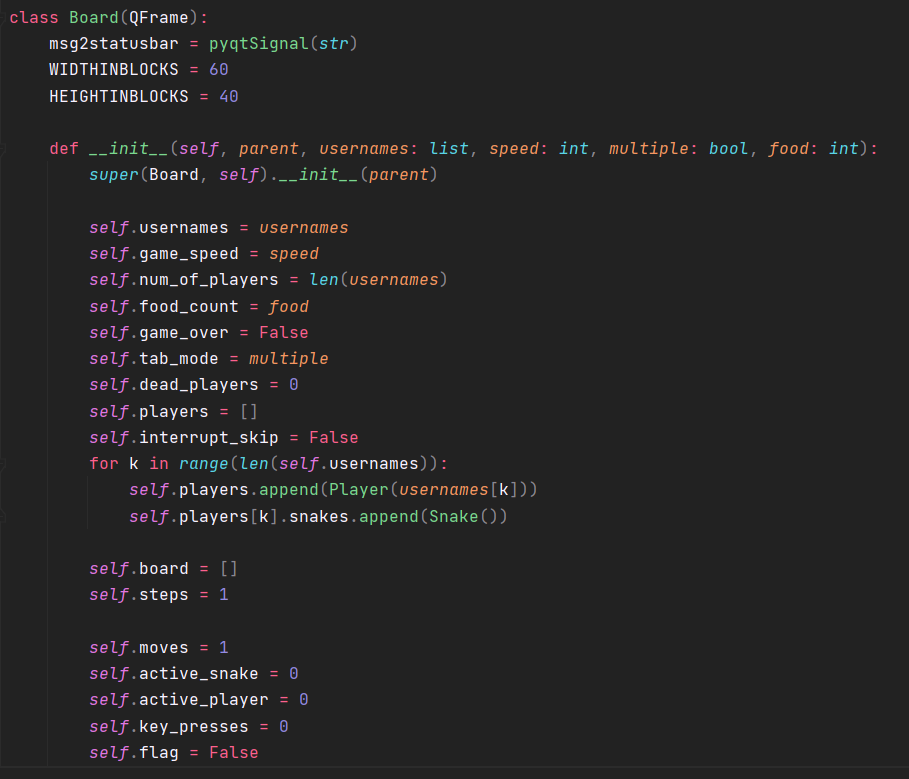 class Board(QFrame):
    msg2statusbar = pyqtSignal(str)
    WIDTHINBLOCKS = 60
    HEIGHTINBLOCKS = 40

    def __init__(self, parent, usernames: list, speed: int, multiple: bool, food: int):
        super(Board, self).__init__(parent)

        self.usernames = usernames
        self.game_speed = speed
        self.num_of_players = len(usernames)
        self.food_count = food
        self.game_over = False
        self.tab_mode = multiple
        self.dead_players = 0
        self.players = []
        self.interrupt_skip = False
        for k in range(len(self.usernames)):
            self.players.append(Player(usernames[k]))
            self.players[k].snakes.append(Snake())

        self.board = []
        self.steps = 1

        self.moves = 1
        self.active_snake = 0
        self.active_player = 0
        self.key_presses = 0
        self.flag = False